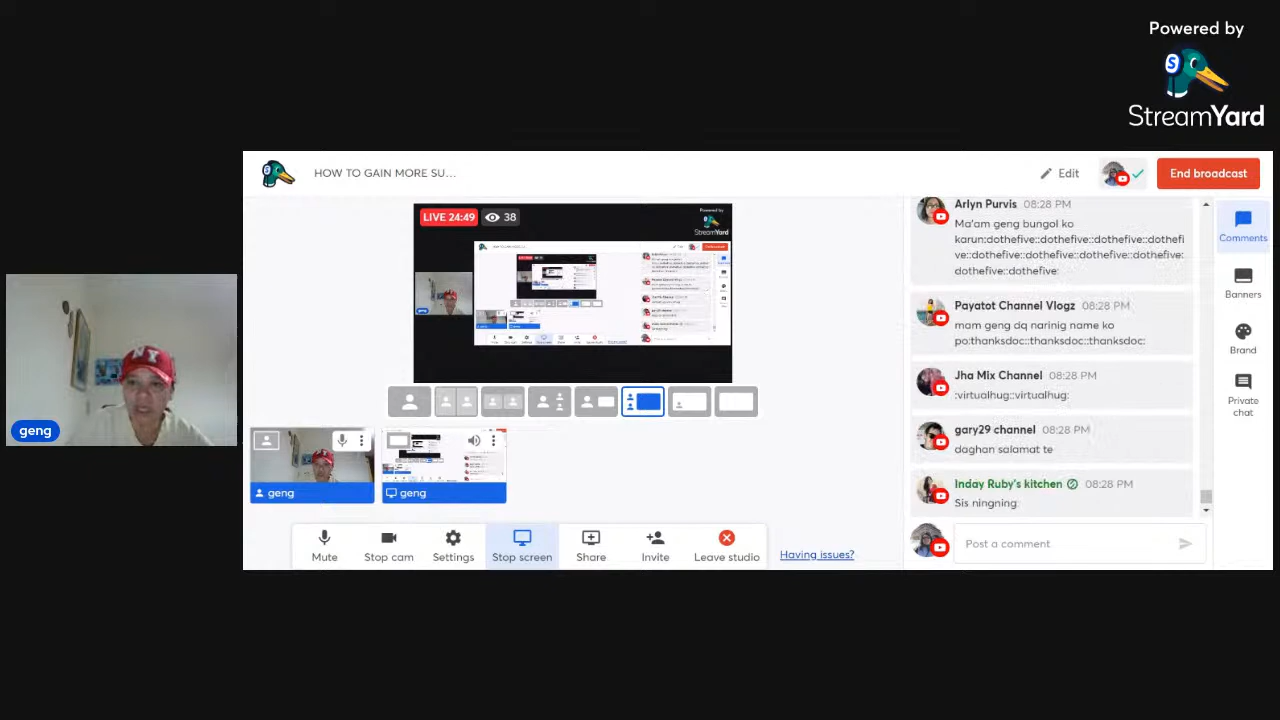 Powered by
StreamYard
HOW TO GAIN MORE SU...
Edit
End broadcast
LIVE 24:49
38
Powered by
StreamYard
geng
geng
geng
Mute
Stop cam
Settings
Stop screen
Share
Invite
Leave studio
Having issues?
Arlyn Purvis 08:28 PM
Ma'am geng bungol ko
karun:dothefive::dothefive::dothefive::dothefi
ve::dothefive::dothefive::dothefive::dothefive:
dothefive::dothefive:
Payatot Channel Vlogz :28 PM
mam geng dq narinig name ko
po:thanksdoc::thanksdoc::thanksdoc:
Jha Mix Channel 08:28 PM
:virtualhug::virtualhug:
gary29 channel 08:28 PM
daghan salamat te
Inday Ruby's kitchen 08:28 PM
Sis ningning
Post a comment
Comments
Banners
Brand
Private
chat